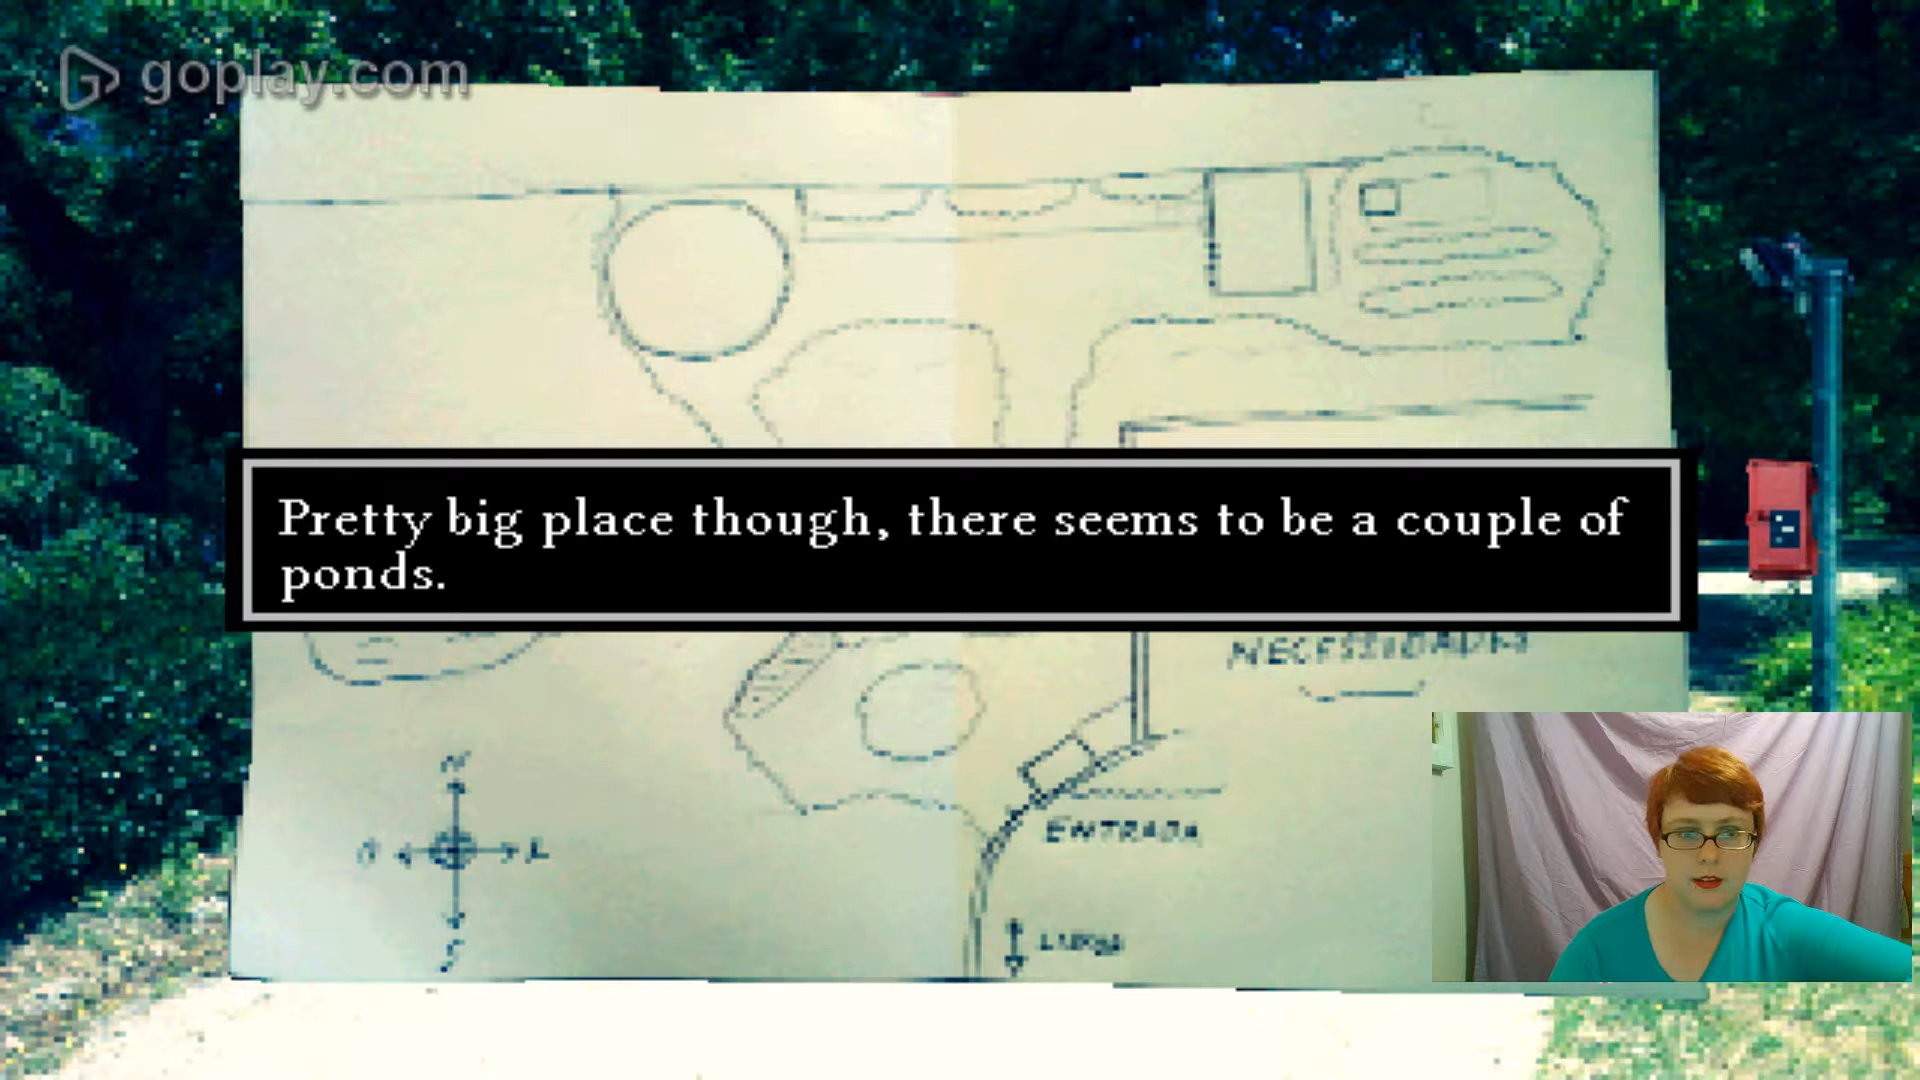 goplay.com
Pretty big place though, there seems to be a couple of
ponds.
NECESSIDADES
N
O
L
S
ENTRADA